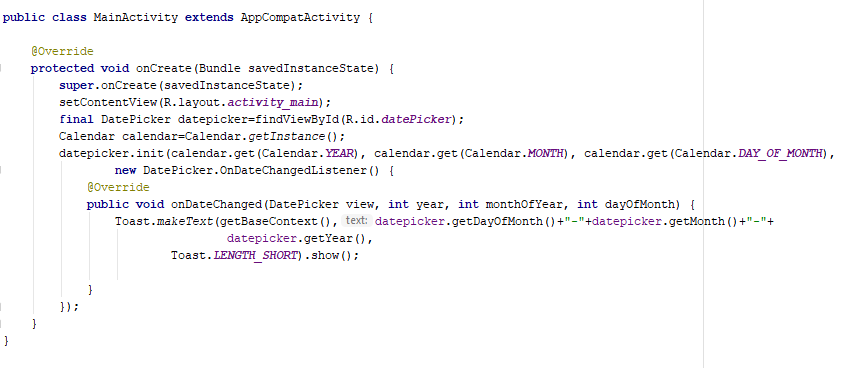 public class MainActivity extends AppCompatActivity {
@Override
protected void onCreate(Bundle savedInstanceState) {
super.onCreate(savedInstanceState);
setContentView(R.layout.activity_main);
final DatePicker datepicker=findViewById(R.id.datePicker);
Calendar calendar=Calendar.getInstance();
datepicker.init(calendar.get(Calendar.YEAR), calendar.get(Calendar.MONTH), calendar.get(Calendar.DAY_OF_MONTH),
new DatePicker.OnDateChangedListener() {
@Override
public void onDateChanged(DatePicker view, int year, int monthOfYear, int dayOfMonth) {
Toast.makeText(getBaseContext(), text: datepicker.getDayOfMonth()+"-"+datepicker.getMonth()+"-"+
datepicker.getYear(),
Toast.LENGTH_SHORT).show();
}
});
}
}